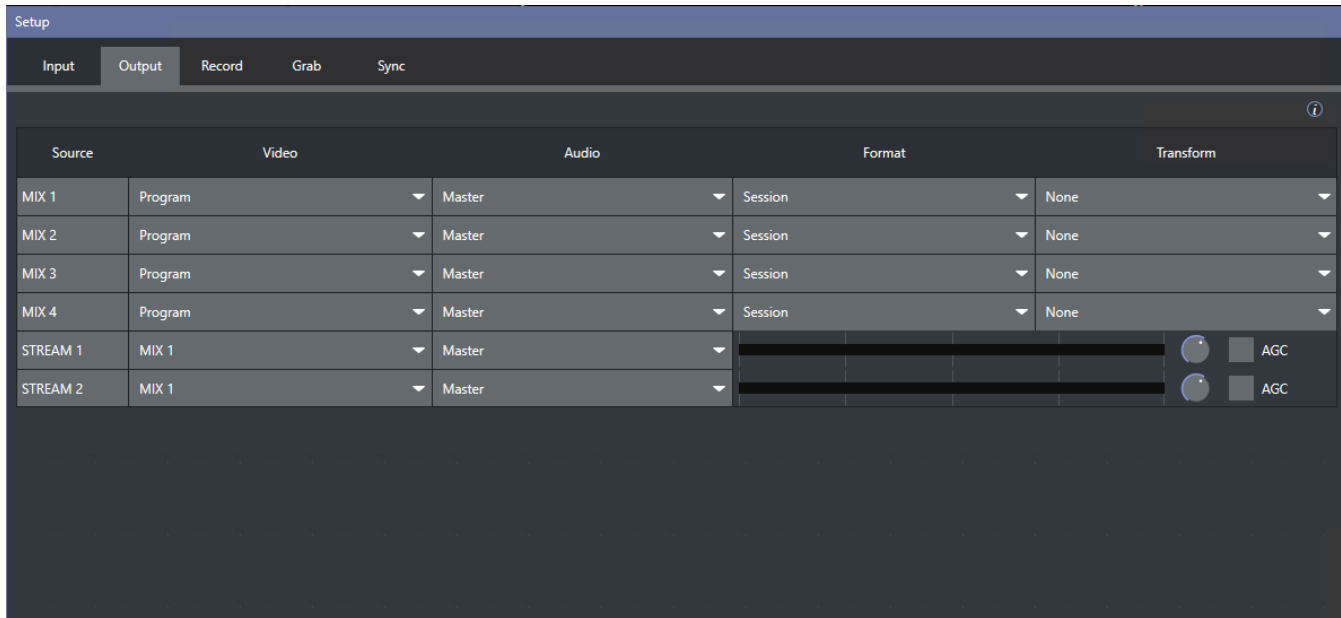 Setup
Input Output Record Grab Sync
i
Source Video Audio Format Transform
MIX 1 Program Master Session None
MIX 2 Program Master Session None
MIX 3 Program Master Session None
MIX 4 Program Master Session None
STREAM 1 MIX 1 Master AGC
STREAM 2 MIX 1 Master AGC